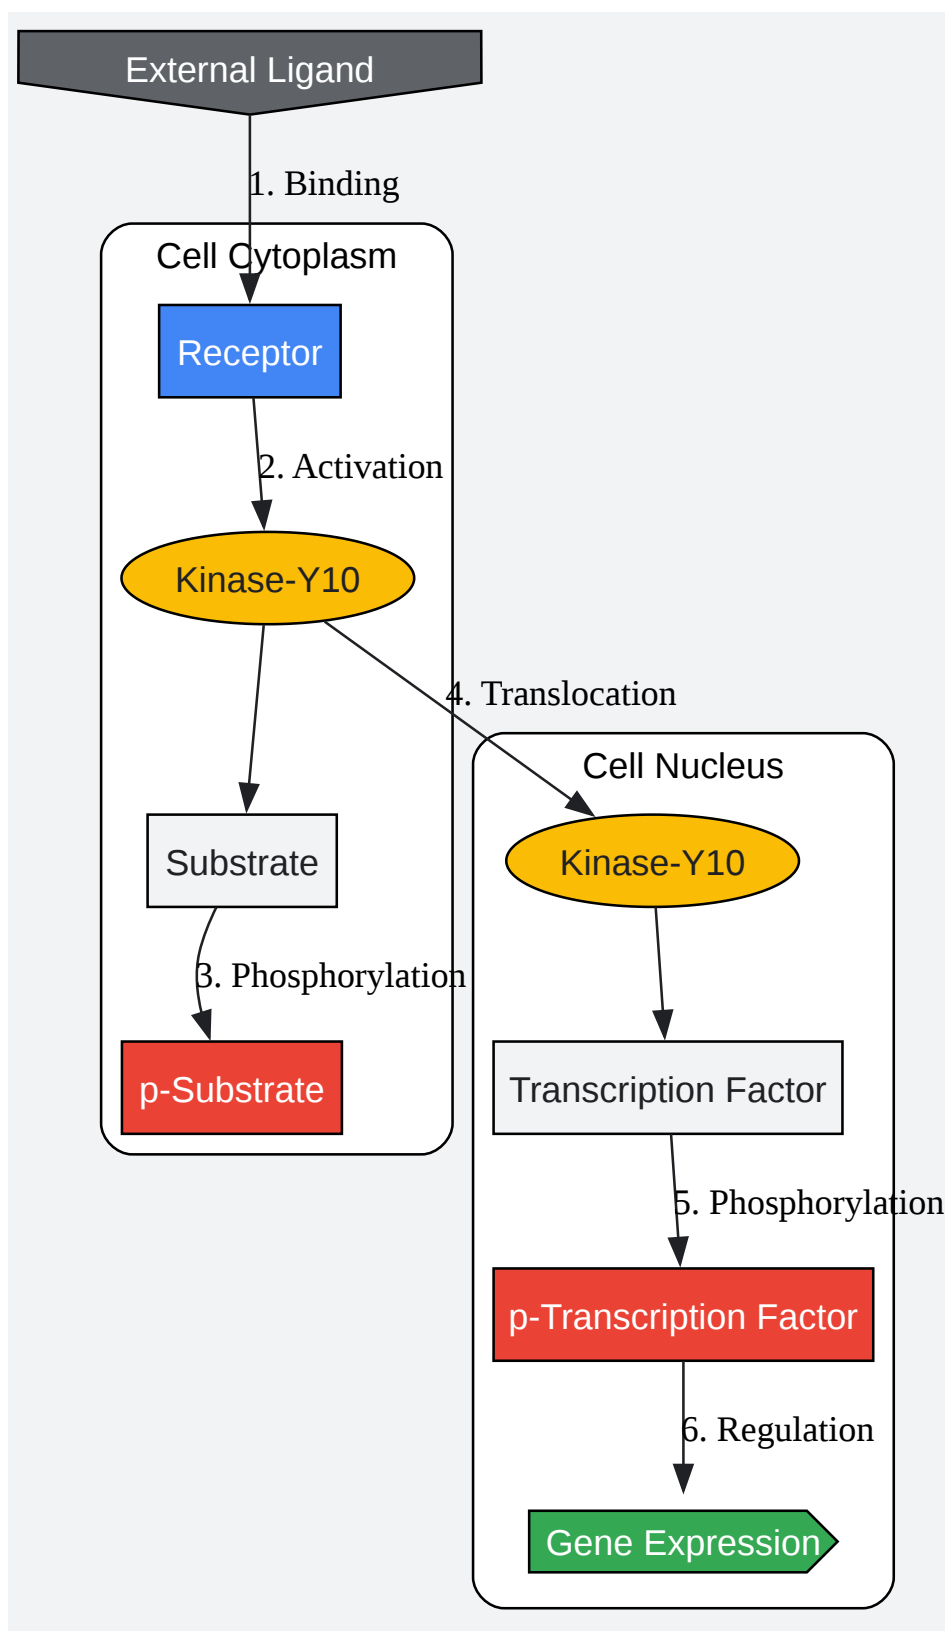 External Ligand
1. Binding
Cell Cytoplasm
Receptor
2. Activation
Kinase-Y10
4. Translocation
Cell Nucleus
Substrate
Kinase-Y10
3. Phosphorylation
p-Substrate
Transcription Factor
5. Phosphorylation
p-Transcription Factor
6. Regulation
Gene Expression